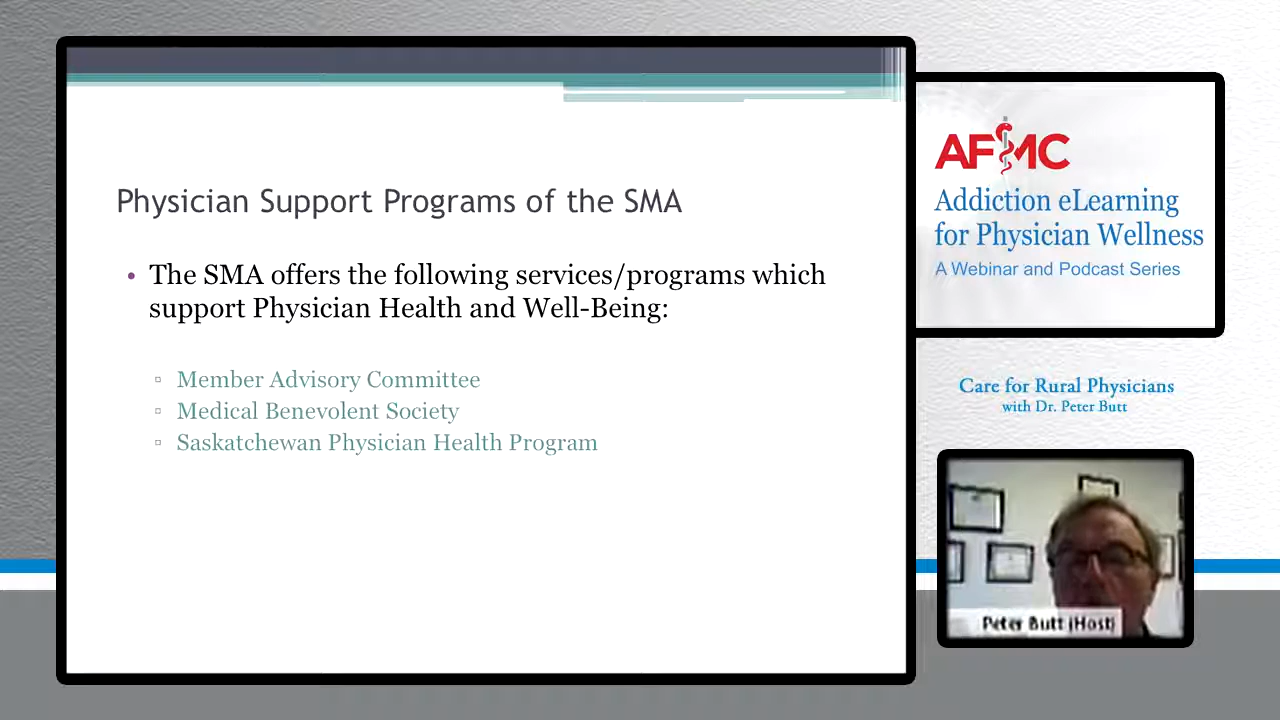 Physician Support Programs of the SMA
• The SMA offers the following services/programs which
support Physician Health and Well-Being:
▫ Member Advisory Committee
▫ Medical Benevolent Society
▫ Saskatchewan Physician Health Program
AFMC
Addiction eLearning
for Physician Wellness
A Webinar and Podcast Series
Care for Rural Physicians
with Dr. Peter Butt
Peter Butt (Host)